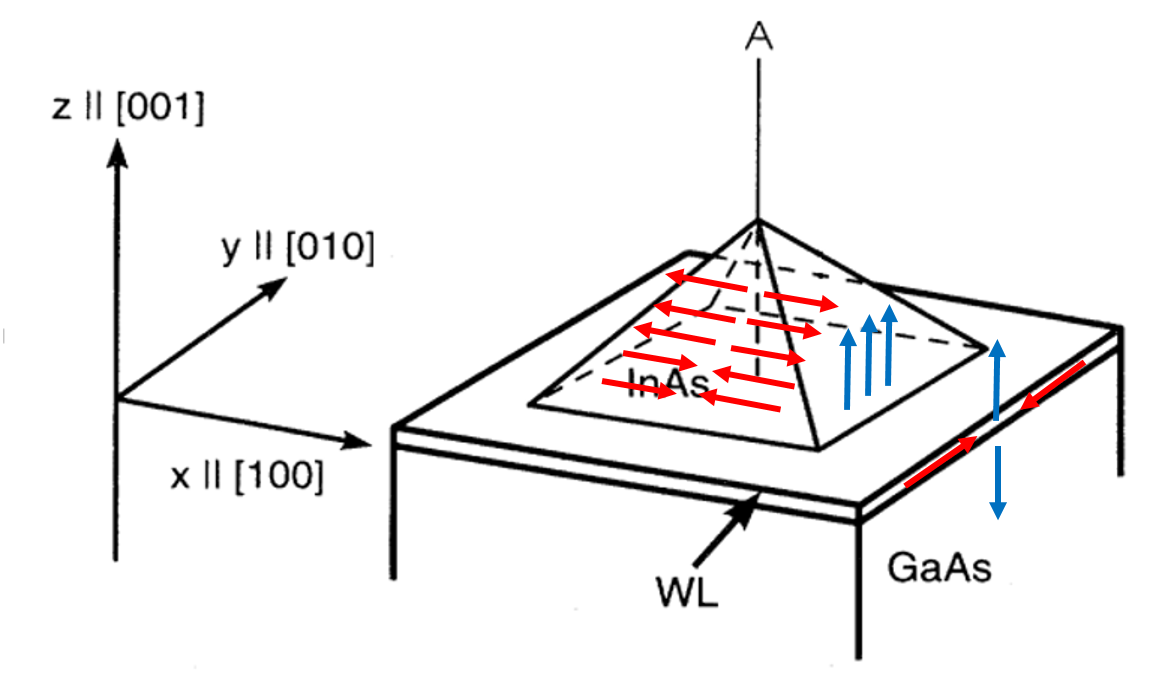 A
z || [001]
y || [010]
x || [100]
InAs
WL
GaAs